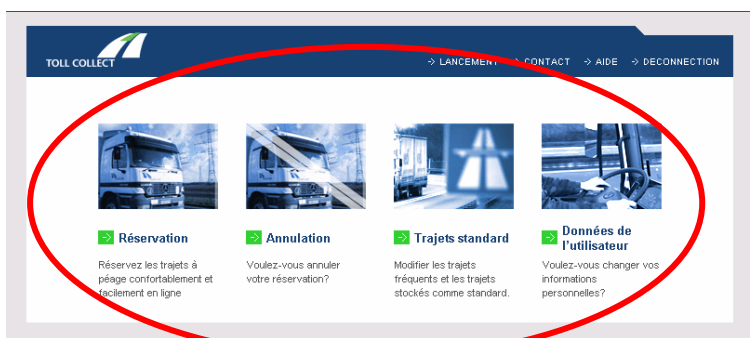 TOLL COLLECT
LANCEMENT CONTACT AIDE DECONNECTION
Réservation
Réservez les trajets à
péage confortablement et
facilement en ligne
Annulation
Voulez-vous annuler
votre réservation?
Trajets standard
Modifier les trajets
fréquents et les trajets
stockés comme standard.
Données de
l'utilisateur
Voulez-vous changer vos
informations
personnelles?